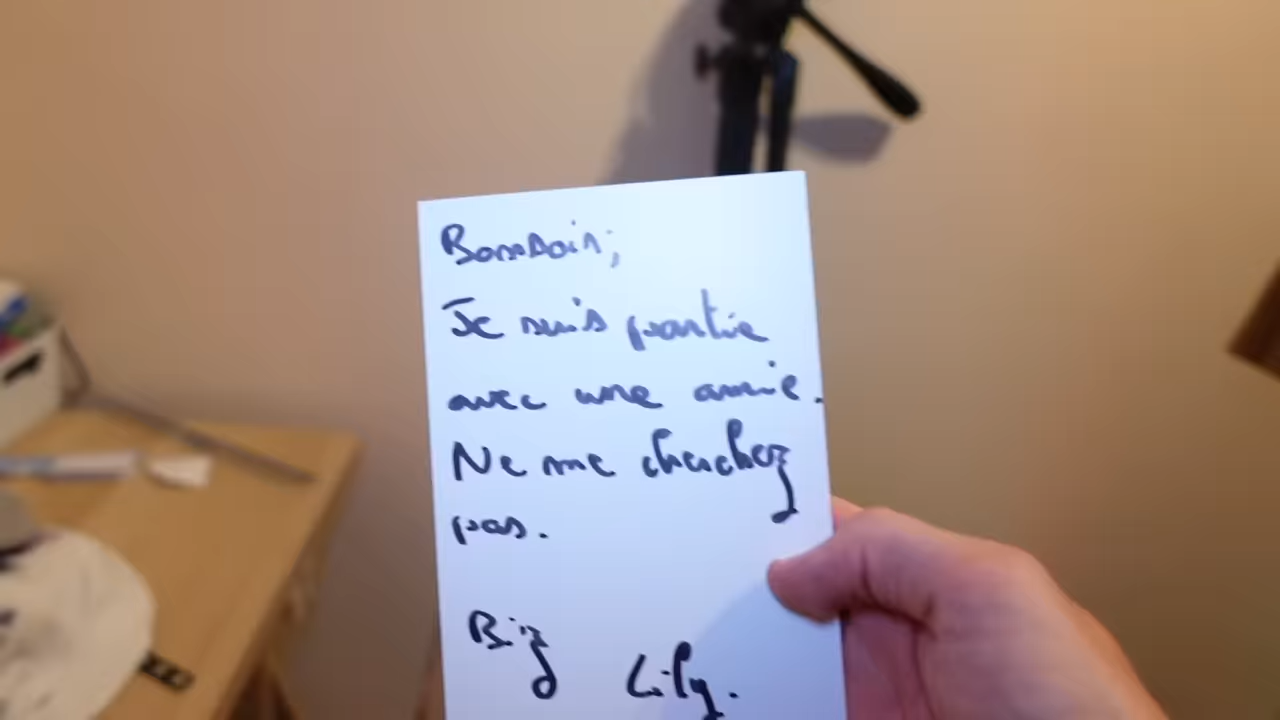 Bonsoir;
Je suis partie
avec une amie.
Ne me cherchez
pas.
Biz
Lily.